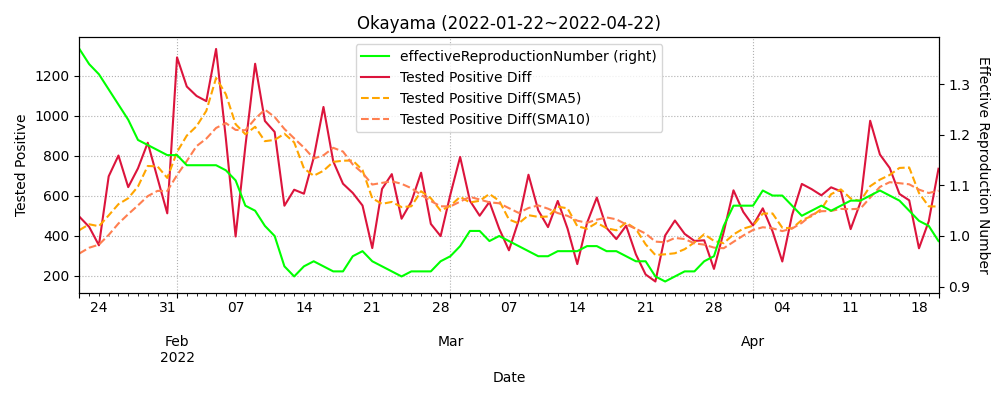 Okayama (2022-01-22~2022-04-22)
effectiveReproductionNumber (right)
Tested Positive Diff
Tested Positive Diff(SMA5)
Tested Positive Diff(SMA10)
Tested Positive
1200
1000
800
600
400
200
Effective Reproduction Number
1.3
1.2
1.1
1.0
0.9
24 31 07 14 21 28 07 14 21 28 04 11 18
Feb Mar Apr
2022
Date